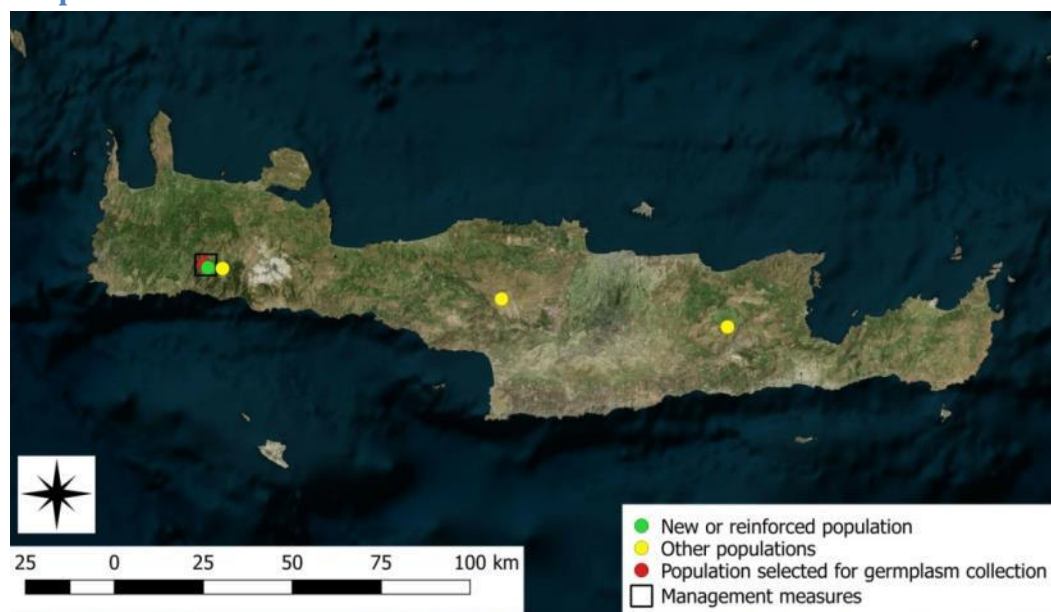 New or reinforced population
Other populations
Population selected for germplasm collection
Management measures
25 0 25 50 75 100 km